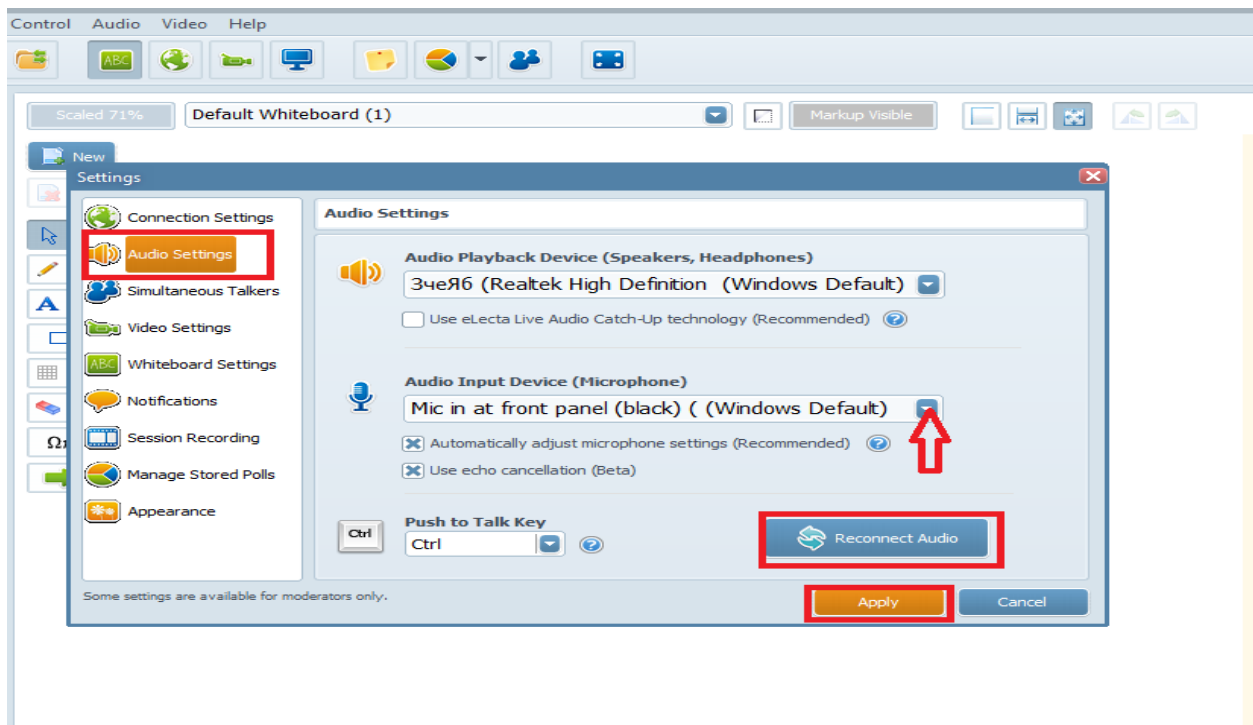 Control Audio Video Help
ABC
Scaled 71% Default Whiteboard (1) Markup Visible
New
Settings
Connection Settings
Audio Settings
Simultaneous Talkers
Video Settings
ABC Whiteboard Settings
Notifications
Session Recording
Manage Stored Polls
Appearance
Audio Settings
Audio Playback Device (Speakers, Headphones)
ЗчеЯб (Realtek High Definition (Windows Default)
Use eLecta Live Audio Catch-Up technology (Recommended) ?
Audio Input Device (Microphone)
Mic in at front panel (black) ( (Windows Default)
Automatically adjust microphone settings (Recommended) ?
Use echo cancellation (Beta)
Push to Talk Key
Ctrl Ctrl ?
Reconnect Audio
Some settings are available for moderators only.
Apply Cancel
A